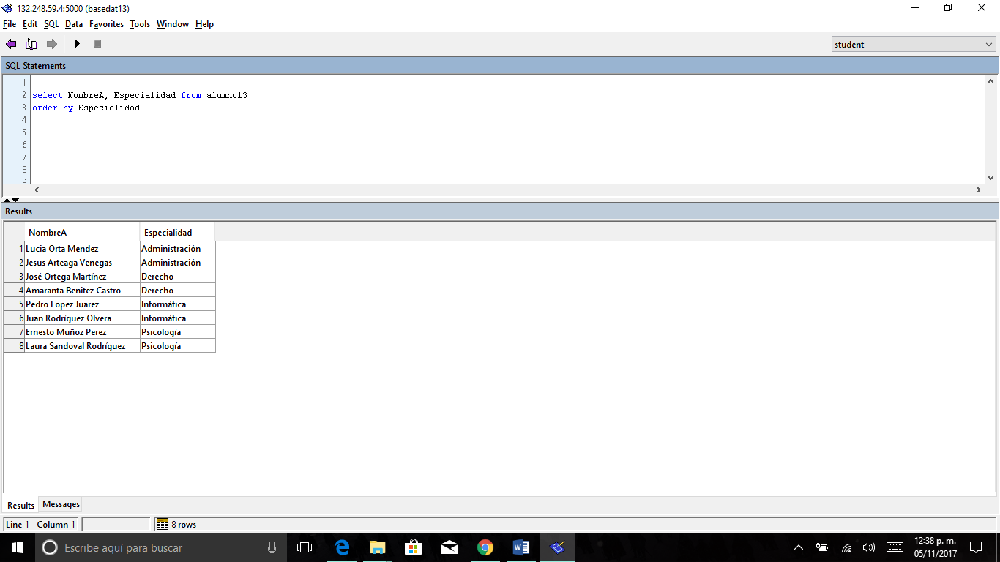 132.248.59.4:5000 (basedat13)
File Edit SQL Data Favorites Tools Window Help
student
SQL Statements
1
2 select NombreA, Especialidad from alumno13
3 order by Especialidad
4
5
6
7
8
9
Results
NombreA Especialidad
1 Lucia Orta Mendez Administración
2 Jesus Arteaga Venegas Administración
3 José Ortega Martínez Derecho
4 Amaranta Benitez Castro Derecho
5 Pedro Lopez Juarez Informática
6 Juan Rodríguez Olvera Informática
7 Ernesto Muñoz Perez Psicología
8 Laura Sandoval Rodríguez Psicología
Results Messages
Line 1 Column 1 8 rows
Escribe aquí para buscar
12:38 p. m.
05/11/2017